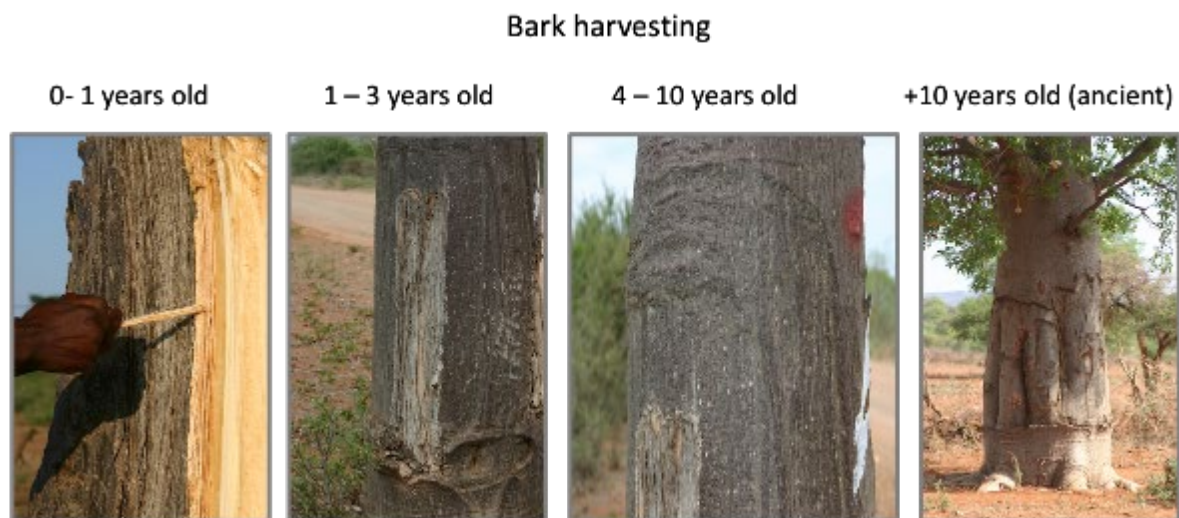 Bark harvesting
0- 1 years old
1 – 3 years old
4 – 10 years old
+10 years old (ancient)